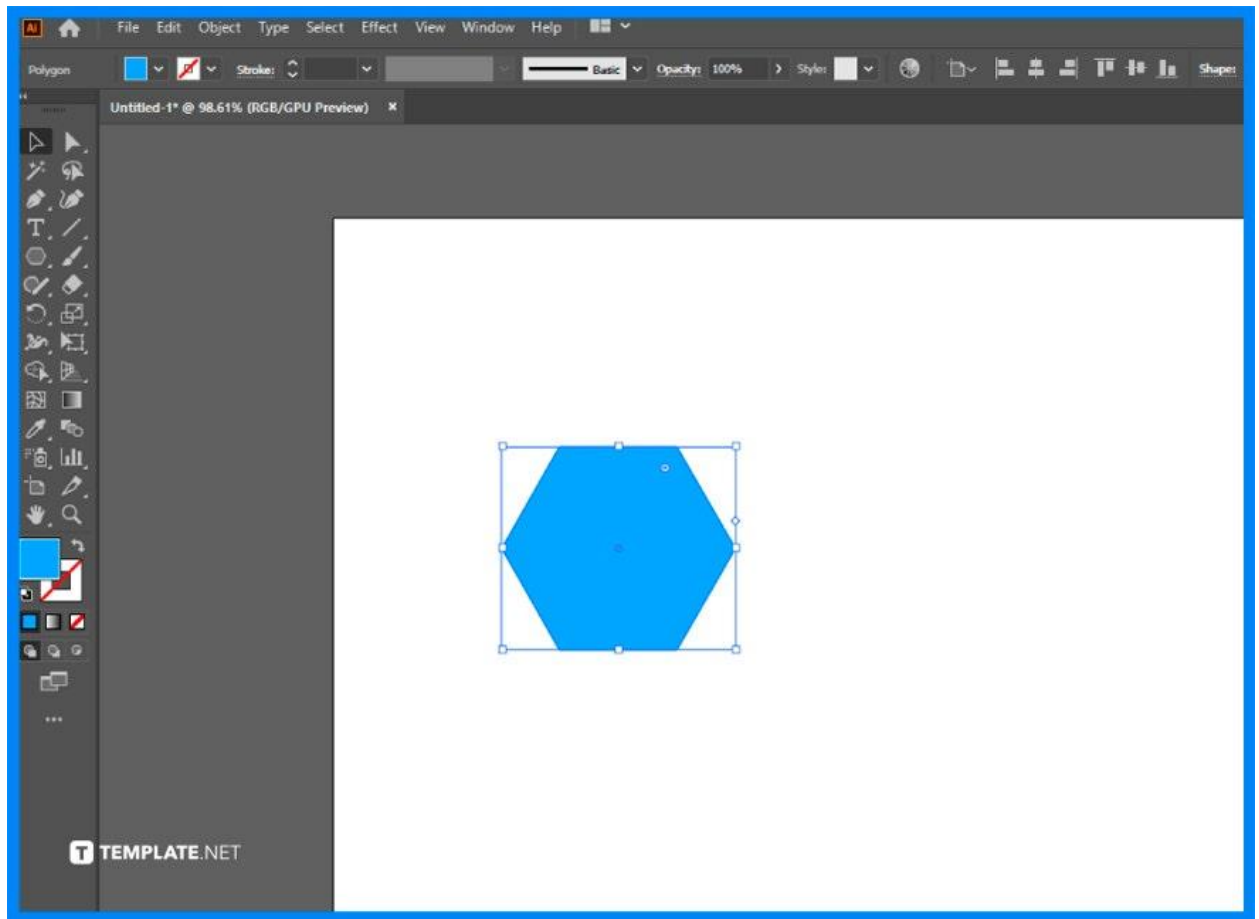 Ai File Edit Object Type Select Effect View Window Help
Polygon Stroke: Basic Opacity: 100% Style: Shape:
Untitled-1* @ 98.61% (RGB/GPU Preview) ×
T TEMPLATE.NET